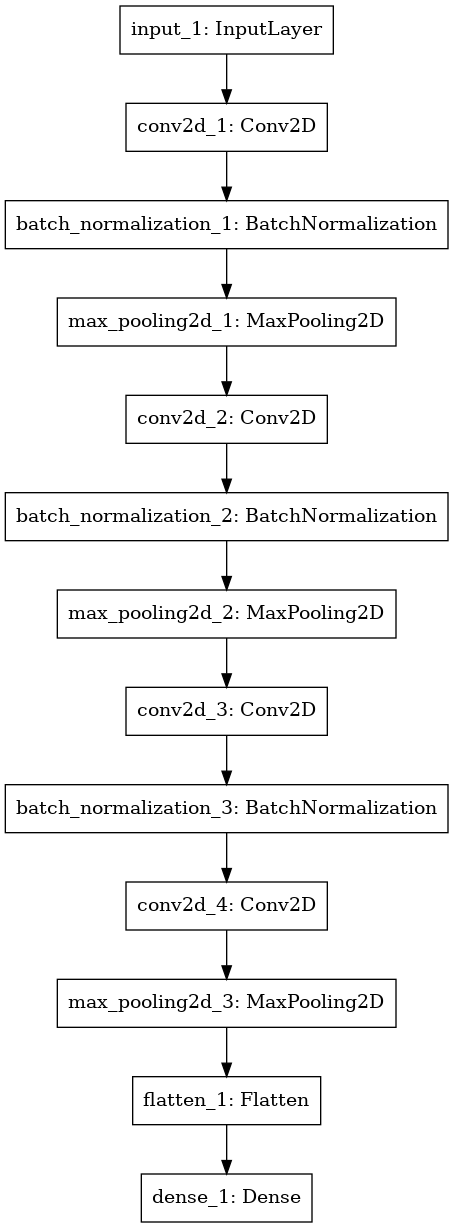 input_1: InputLayer
conv2d_1: Conv2D
batch_normalization_1: BatchNormalization
max_pooling2d_1: MaxPooling2D
conv2d_2: Conv2D
batch_normalization_2: BatchNormalization
max_pooling2d_2: MaxPooling2D
conv2d_3: Conv2D
batch_normalization_3: BatchNormalization
conv2d_4: Conv2D
max_pooling2d_3: MaxPooling2D
flatten_1: Flatten
dense_1: Dense